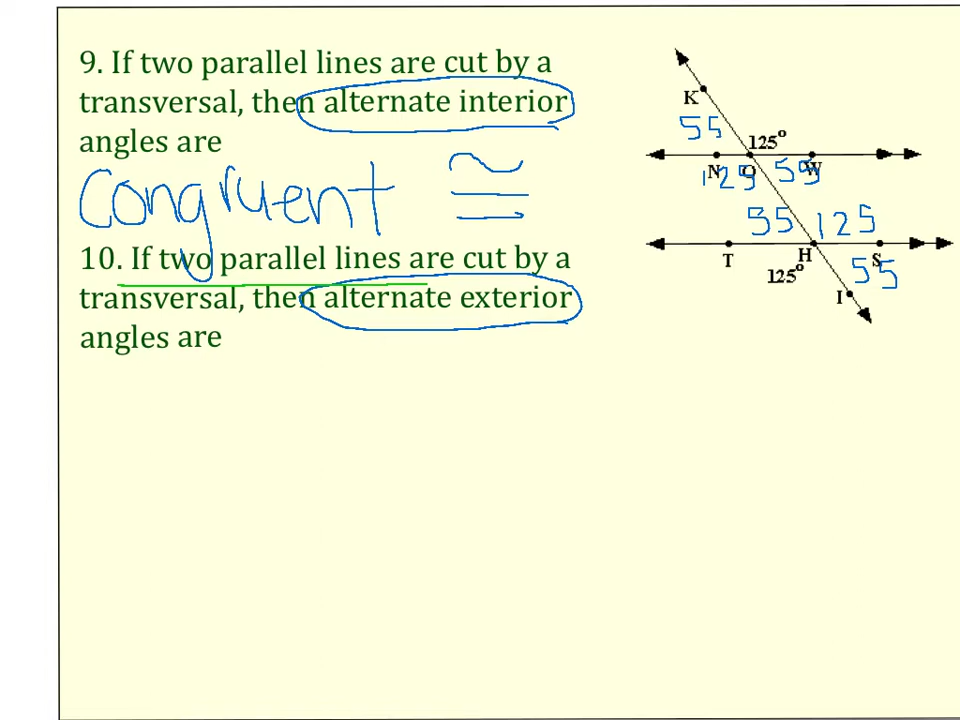 9. If two parallel lines are cut by a
transversal, then alternate interior
angles are
congruent ≅
10. If two parallel lines are cut by a
transversal, then alternate exterior
angles are
K
55
125°
N O W
125 55
55 125
T H S
125° 55
I